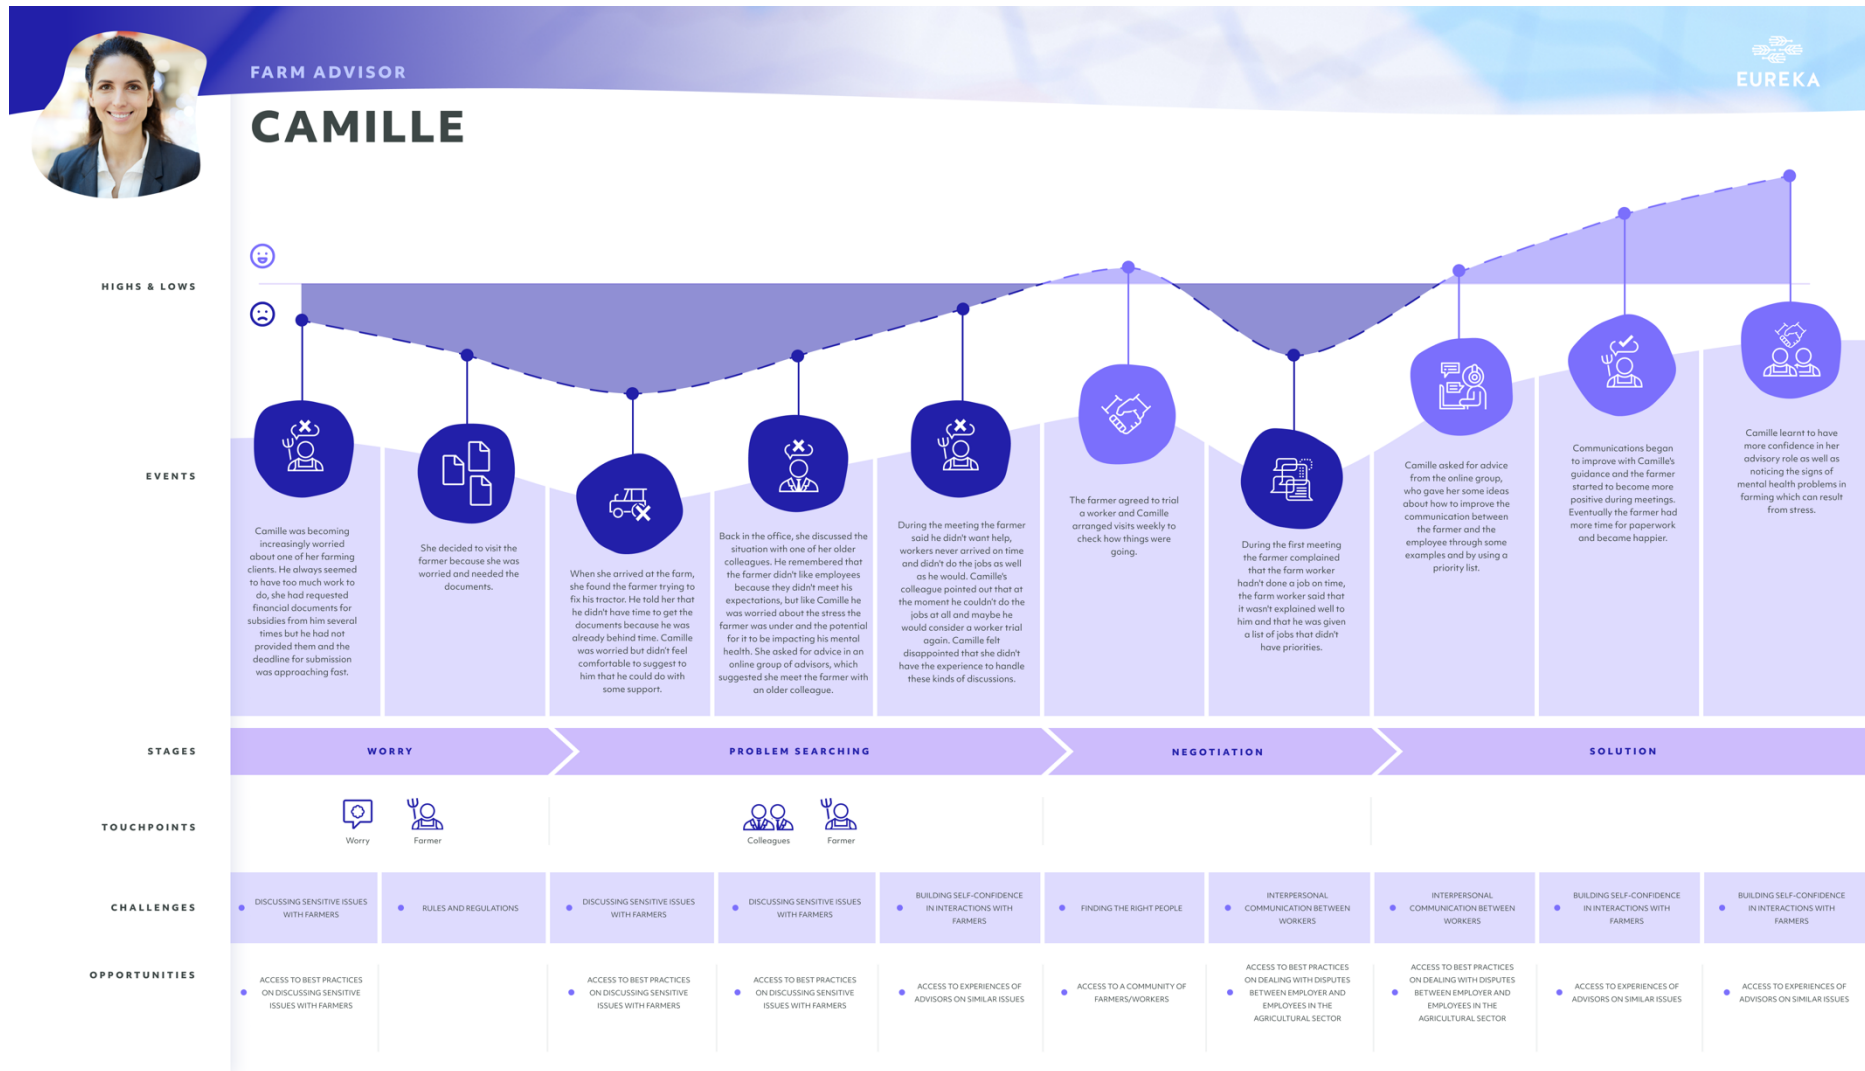 FARM ADVISOR
EUREKA
CAMILLE
HIGHS & LOWS
EVENTS
Camille was becoming
increasingly worried
about one of her farming
clients. He always seemed
to have too much work to
do, she had requested
financial documents for
subsidies from him several
times but he had not
provided them and the
deadline for submission
was approaching fast.
She decided to visit the
farmer because she was
worried and needed the
documents.
When she arrived at the farm,
she found the farmer trying to
fix his tractor. He told her that
he didn't have time to get the
documents because he was
already behind time. Camille
was worried but didn't feel
comfortable to suggest to
him that he could do with
some support.
Back in the office, she discussed the
situation with one of her older
colleagues. He remembered that
the farmer didn't like employees
because they didn't meet his
expectations, but like Camille he
was worried about the stress the
farmer was under and the potential
for it to be impacting his mental
health. She asked for advice in an
online group of advisors, which
suggested she meet the farmer with
an older colleague.
During the meeting the farmer
said he didn't want help,
workers never arrived on time
and didn't do the jobs as well
as he would. Camille's
colleague pointed out that at
the moment he couldn't do the
jobs at all and maybe he
would consider a worker trial
again. Camille felt
disappointed that she didn't
have the experience to handle
these kinds of discussions.
The farmer agreed to trial
a worker and Camille
arranged visits weekly to
check how things were
going.
During the first meeting
the farmer complained
that the farm worker
hadn't done a job on time,
the farm worker said that
it wasn't explained well to
him and that he was given
a list of jobs that didn't
have priorities.
Camille asked for advice
from the online group,
who gave her some ideas
about how to improve the
communication between
the farmer and the
employee through some
examples and by using a
priority list.
Communications began
to improve with Camille's
guidance and the farmer
started to become more
positive during meetings.
Eventually the farmer had
more time for paperwork
and became happier.
Camille learnt to have
more confidence in her
advisory role as well as
noticing the signs of
mental health problems in
farming which can result
from stress.
STAGES
WORRY
PROBLEM SEARCHING
NEGOTIATION
SOLUTION
TOUCHPOINTS
Worry
Farmer
Colleagues
Farmer
CHALLENGES
DISCUSSING SENSITIVE ISSUES
WITH FARMERS
RULES AND REGULATIONS
DISCUSSING SENSITIVE ISSUES
WITH FARMERS
DISCUSSING SENSITIVE ISSUES
WITH FARMERS
BUILDING SELF-CONFIDENCE
IN INTERACTIONS WITH
FARMERS
FINDING THE RIGHT PEOPLE
INTERPERSONAL
COMMUNICATION BETWEEN
WORKERS
INTERPERSONAL
COMMUNICATION BETWEEN
WORKERS
BUILDING SELF-CONFIDENCE
IN INTERACTIONS WITH
FARMERS
BUILDING SELF-CONFIDENCE
IN INTERACTIONS WITH
FARMERS
OPPORTUNITIES
ACCESS TO BEST PRACTICES
ON DISCUSSING SENSITIVE
ISSUES WITH FARMERS
ACCESS TO BEST PRACTICES
ON DISCUSSING SENSITIVE
ISSUES WITH FARMERS
ACCESS TO BEST PRACTICES
ON DISCUSSING SENSITIVE
ISSUES WITH FARMERS
ACCESS TO EXPERIENCES OF
ADVISORS ON SIMILAR ISSUES
ACCESS TO A COMMUNITY OF
FARMERS/WORKERS
ACCESS TO BEST PRACTICES
ON DEALING WITH DISPUTES
BETWEEN EMPLOYER AND
EMPLOYEES IN THE
AGRICULTURAL SECTOR
ACCESS TO BEST PRACTICES
ON DEALING WITH DISPUTES
BETWEEN EMPLOYER AND
EMPLOYEES IN THE
AGRICULTURAL SECTOR
ACCESS TO EXPERIENCES OF
ADVISORS ON SIMILAR ISSUES
ACCESS TO EXPERIENCES OF
ADVISORS ON SIMILAR ISSUES